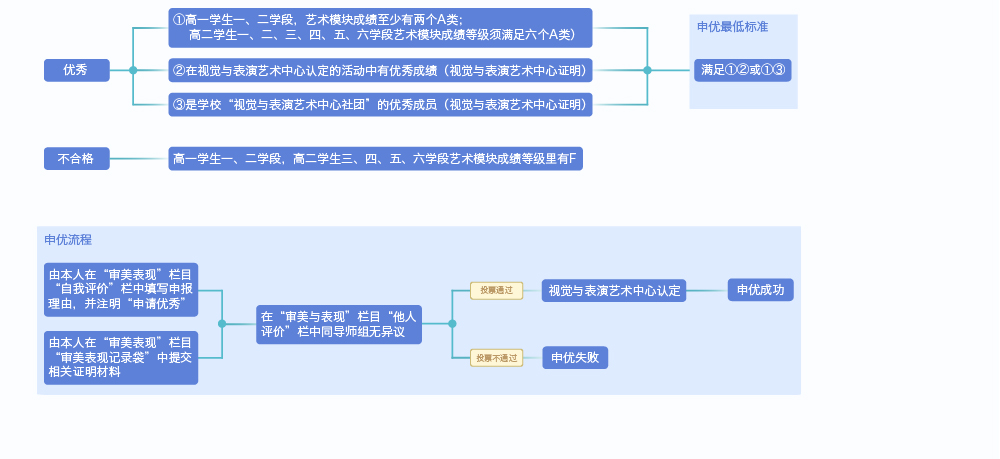 ①高一学生一、二学段，艺术模块成绩至少有两个A类；
高二学生一、二、三、四、五、六学段艺术模块成绩等级须满足六个A类）
优秀
②在视觉与表演艺术中心认定的活动中有优秀成绩（视觉与表演艺术中心证明）
③是学校“视觉与表演艺术中心社团”的优秀成员（视觉与表演艺术中心证明）
申优最低标准
满足①②或①③
不合格
高一学生一、二学段，高二学生三、四、五、六学段艺术模块成绩等级里有F
申优流程
由本人在“审美表现”栏目
“自我评价”栏中填写申报
理由，并注明“申请优秀”
由本人在“审美表现”栏目
“审美表现记录袋”中提交
相关证明材料
在“审美与表现”栏目“他人
评价”栏中同导师组无异议
投票通过
视觉与表演艺术中心认定
申优成功
投票不通过
申优失败